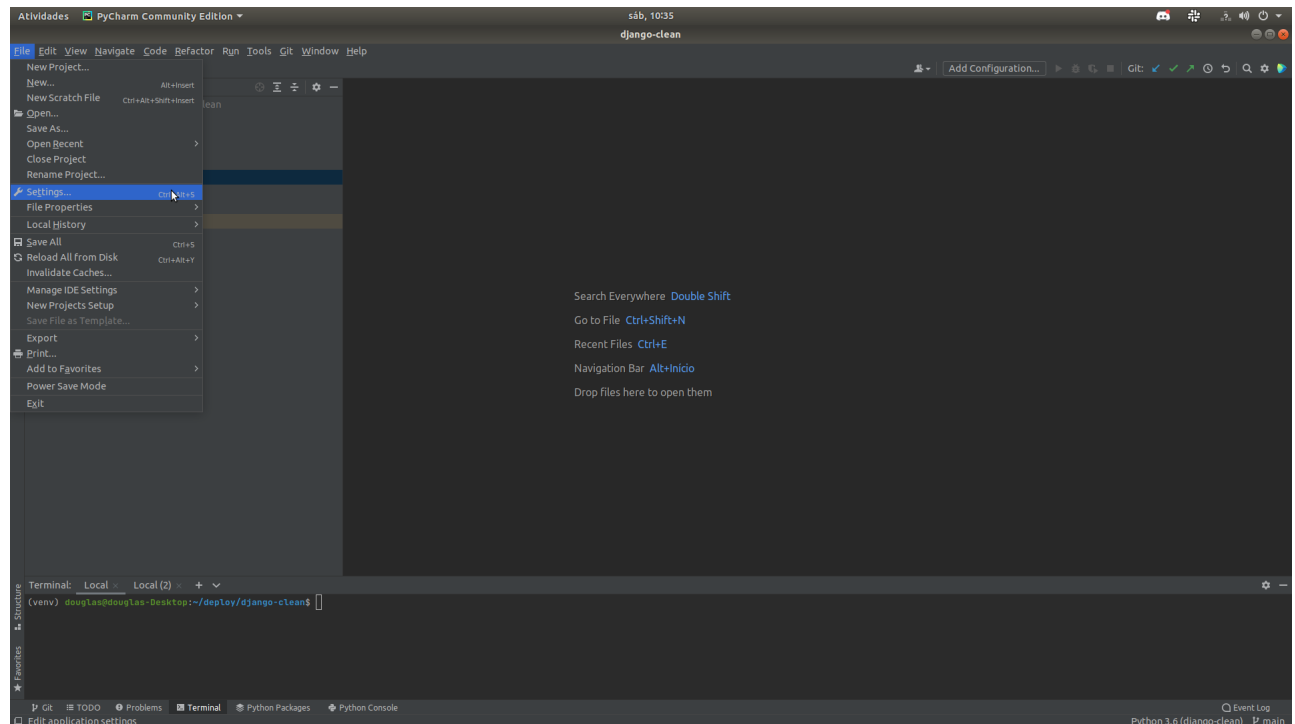 Atividades PyCharm Community Edition sáb, 10:35
django-clean
File Edit View Navigate Code Refactor Run Tools Git Window Help
Add Configuration... Git:
New Project...
New... Alt+Insert
New Scratch File Ctrl+Alt+Shift+Insert
lean
Open...
Save As...
Open Recent
Close Project
Rename Project...
Settings... Ctrl+Alt+S
File Properties
Local History
Save All Ctrl+S
Reload All from Disk Ctrl+Alt+Y
Invalidate Caches...
Manage IDE Settings
New Projects Setup
Save File as Template...
Export
Print...
Add to Favorites
Power Save Mode
Exit
Search Everywhere Double Shift
Go to File Ctrl+Shift+N
Recent Files Ctrl+E
Navigation Bar Alt+Início
Drop files here to open them
Structure
Favorites
Terminal: Local Local (2)
(venv) douglas@douglas-Desktop:~/deploy/django-clean$
Git TODO Problems Terminal Python Packages Python Console Event Log
Edit application settings Python 3.6 (django-clean) main